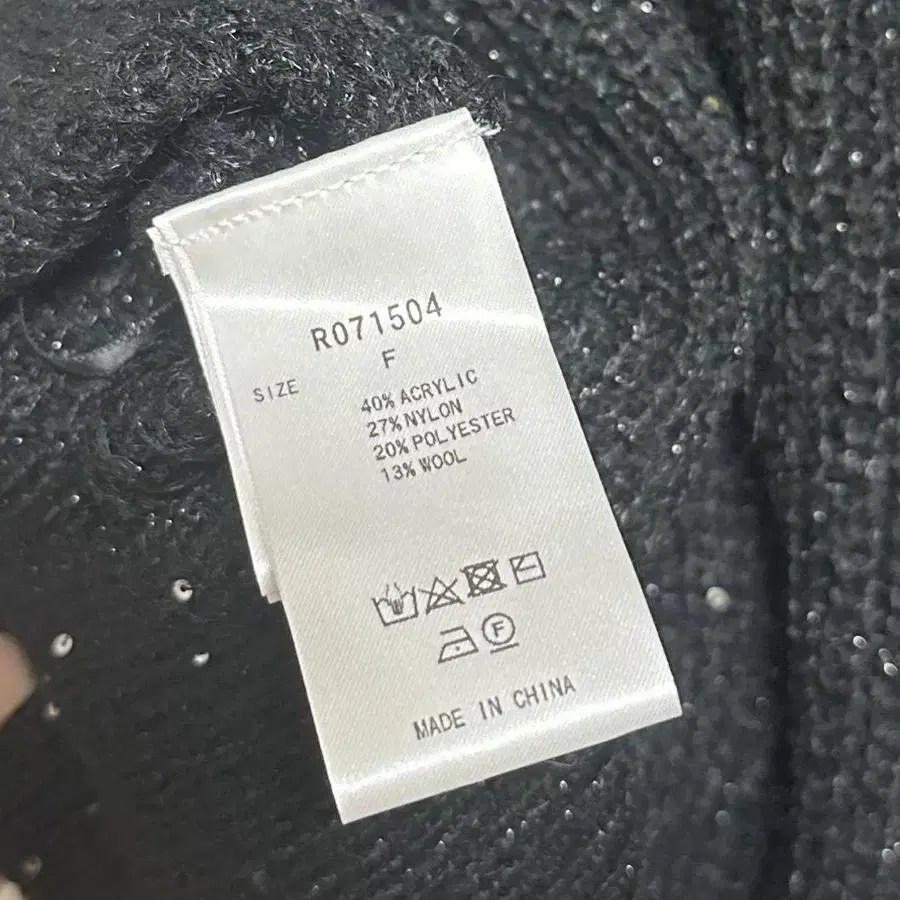 R071504
SIZE F
40% ACRYLIC
27% NYLON
20% POLYESTER
13% WOOL
F
MADE IN CHINA